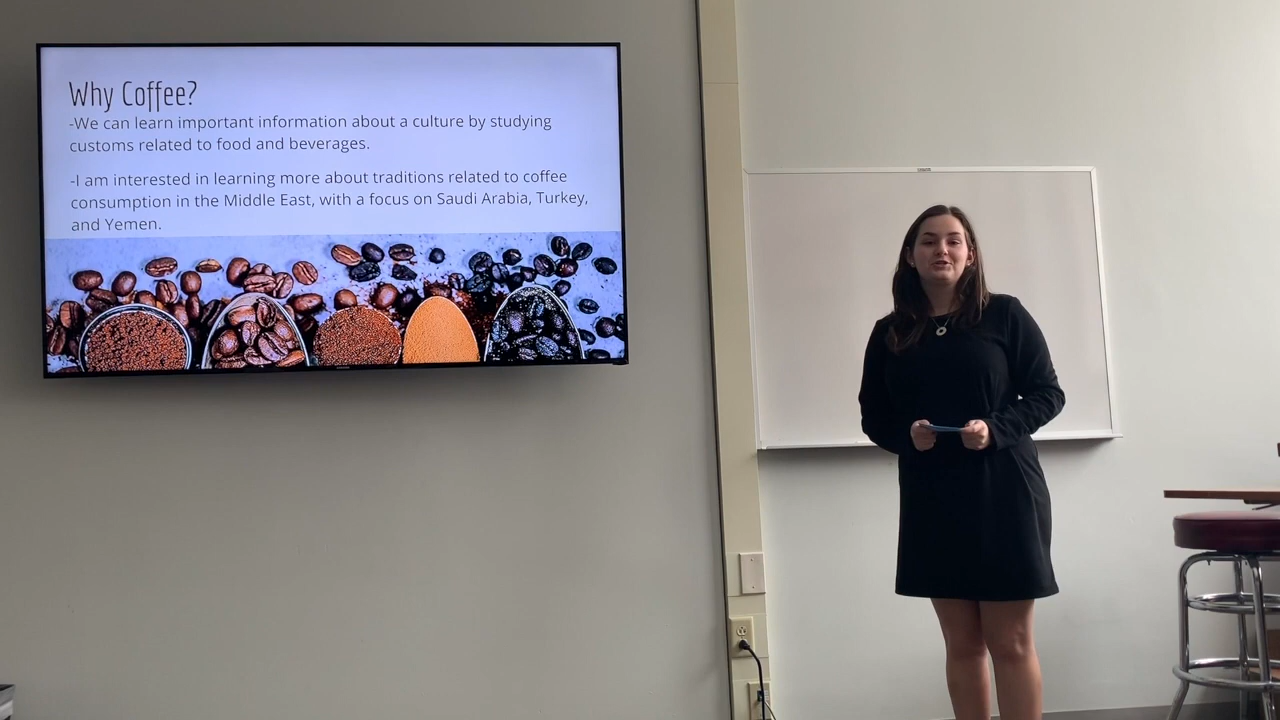 Why Coffee?
-We can learn important information about a culture by studying
customs related to food and beverages.
-I am interested in learning more about traditions related to coffee
consumption in the Middle East, with a focus on Saudi Arabia, Turkey,
and Yemen.